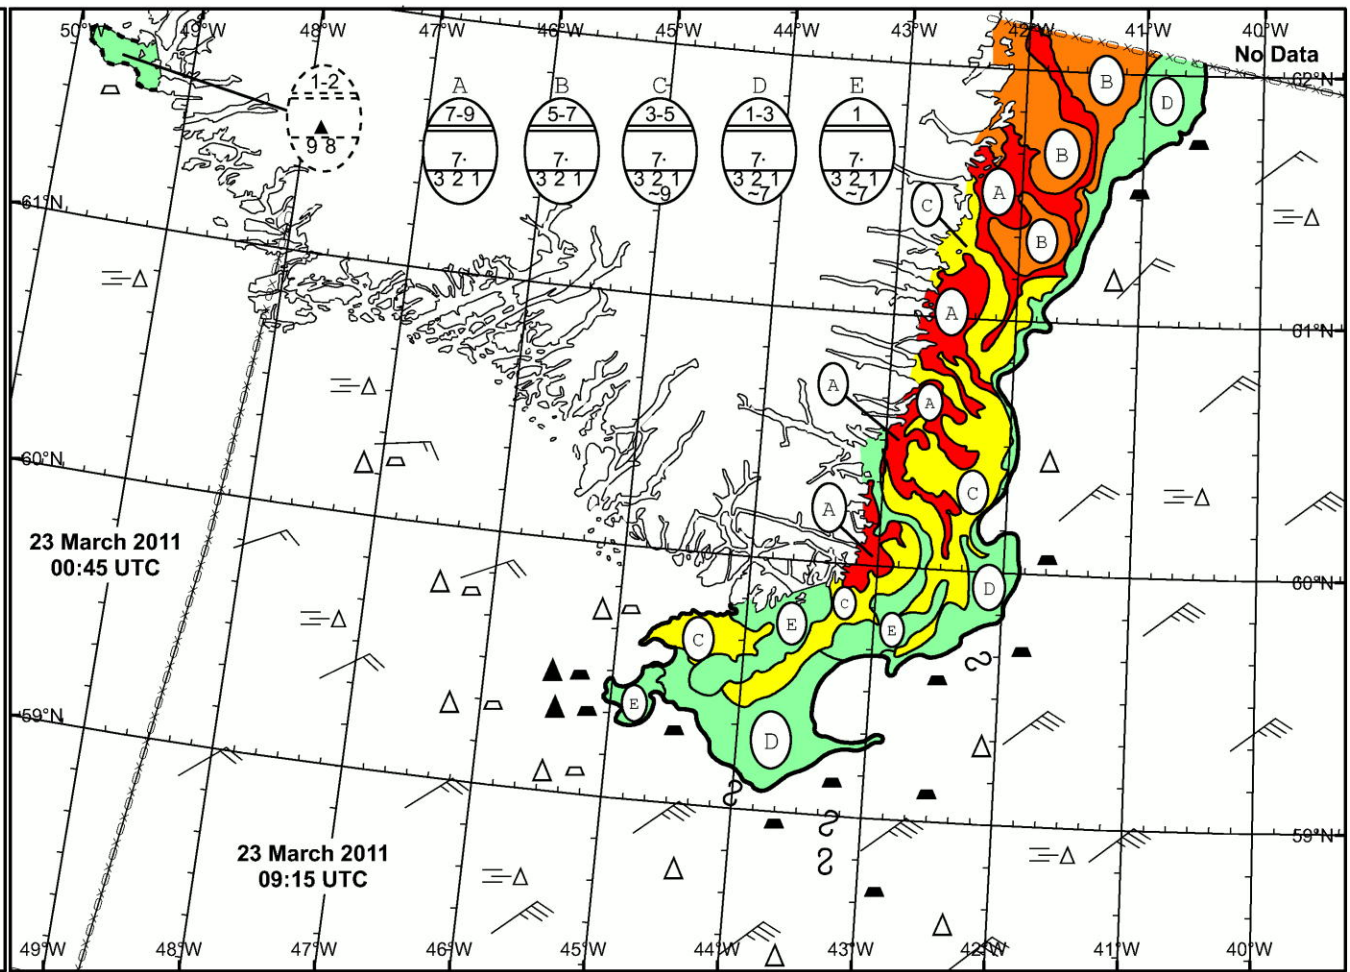 50°W 49°W 48°W 47°W 46°W 45°W 44°W 43°W 42°W 41°W 40°W
No Data
62°N
1-2
9 8
A B C D E
7-9 5-7 3-5 1-3 1
7· 7· 7· 7· 7·
3 2 1 3 2 1 3 2 1 3 2 1 3 2 1
~9 ~7 ~7
B
D
B
A
C
B
61°N
A
61°N
A
A
C
A
60°N
23 March 2011
00:45 UTC
60°N
D
C
E
E
C
E
D
59°N
59°N
23 March 2011
09:15 UTC
49°W 48°W 47°W 46°W 45°W 44°W 43°W 42°W 41°W 40°W